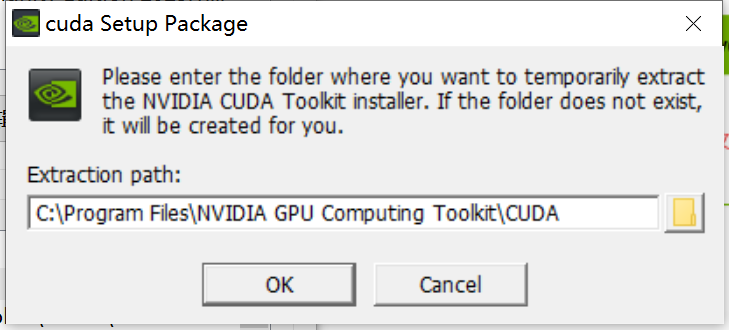 cuda Setup Package
Please enter the folder where you want to temporarily extract
the NVIDIA CUDA Toolkit installer. If the folder does not exist,
it will be created for you.
Extraction path:
C:\Program Files\NVIDIA GPU Computing Toolkit\CUDA
OK
Cancel